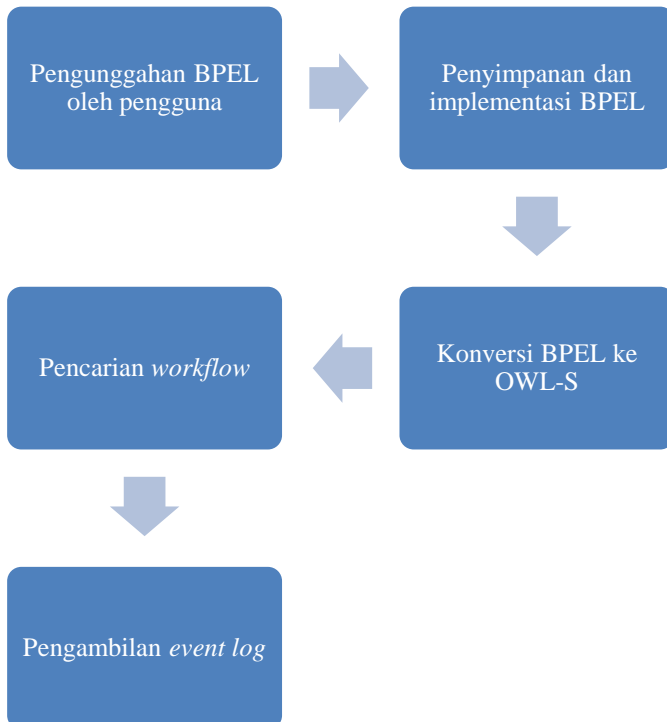 Pengunggahan BPEL
oleh pengguna
Penyimpanan dan
implementasi BPEL
Konversi BPEL ke
OWL-S
Pencarian workflow
Pengambilan event log